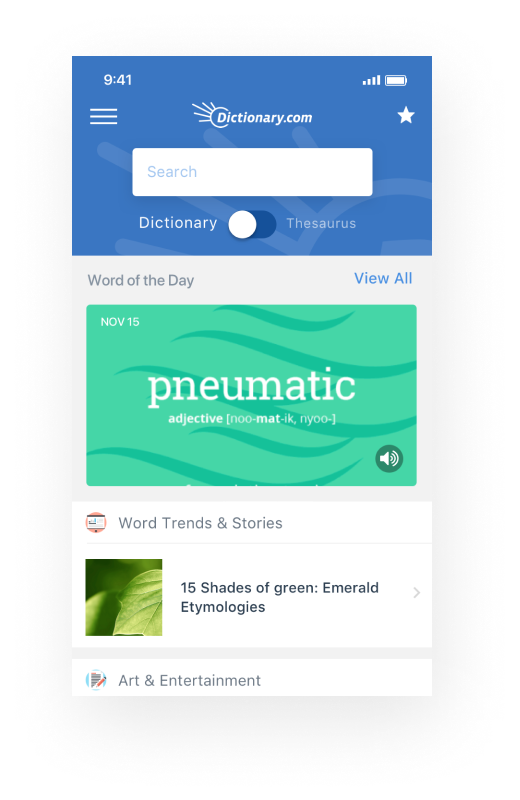 9:41
Dictionary.com
Search
Dictionary
Thesaurus
Word of the Day
View All
NOV 15
pneumatic
adjective [noo-mat-ik, nyoo-]
Word Trends & Stories
15 Shades of green: Emerald
Etymologies
Art & Entertainment